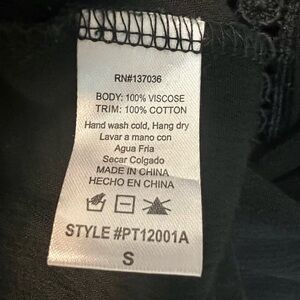 RN#137036
BODY: 100% VISCOSE
TRIM: 100% COTTON
Hand wash cold, Hang dry
Lavar a mano con
Agua Fria
Secar Colgado
MADE IN CHINA
HECHO EN CHINA
STYLE #PT12001A
S